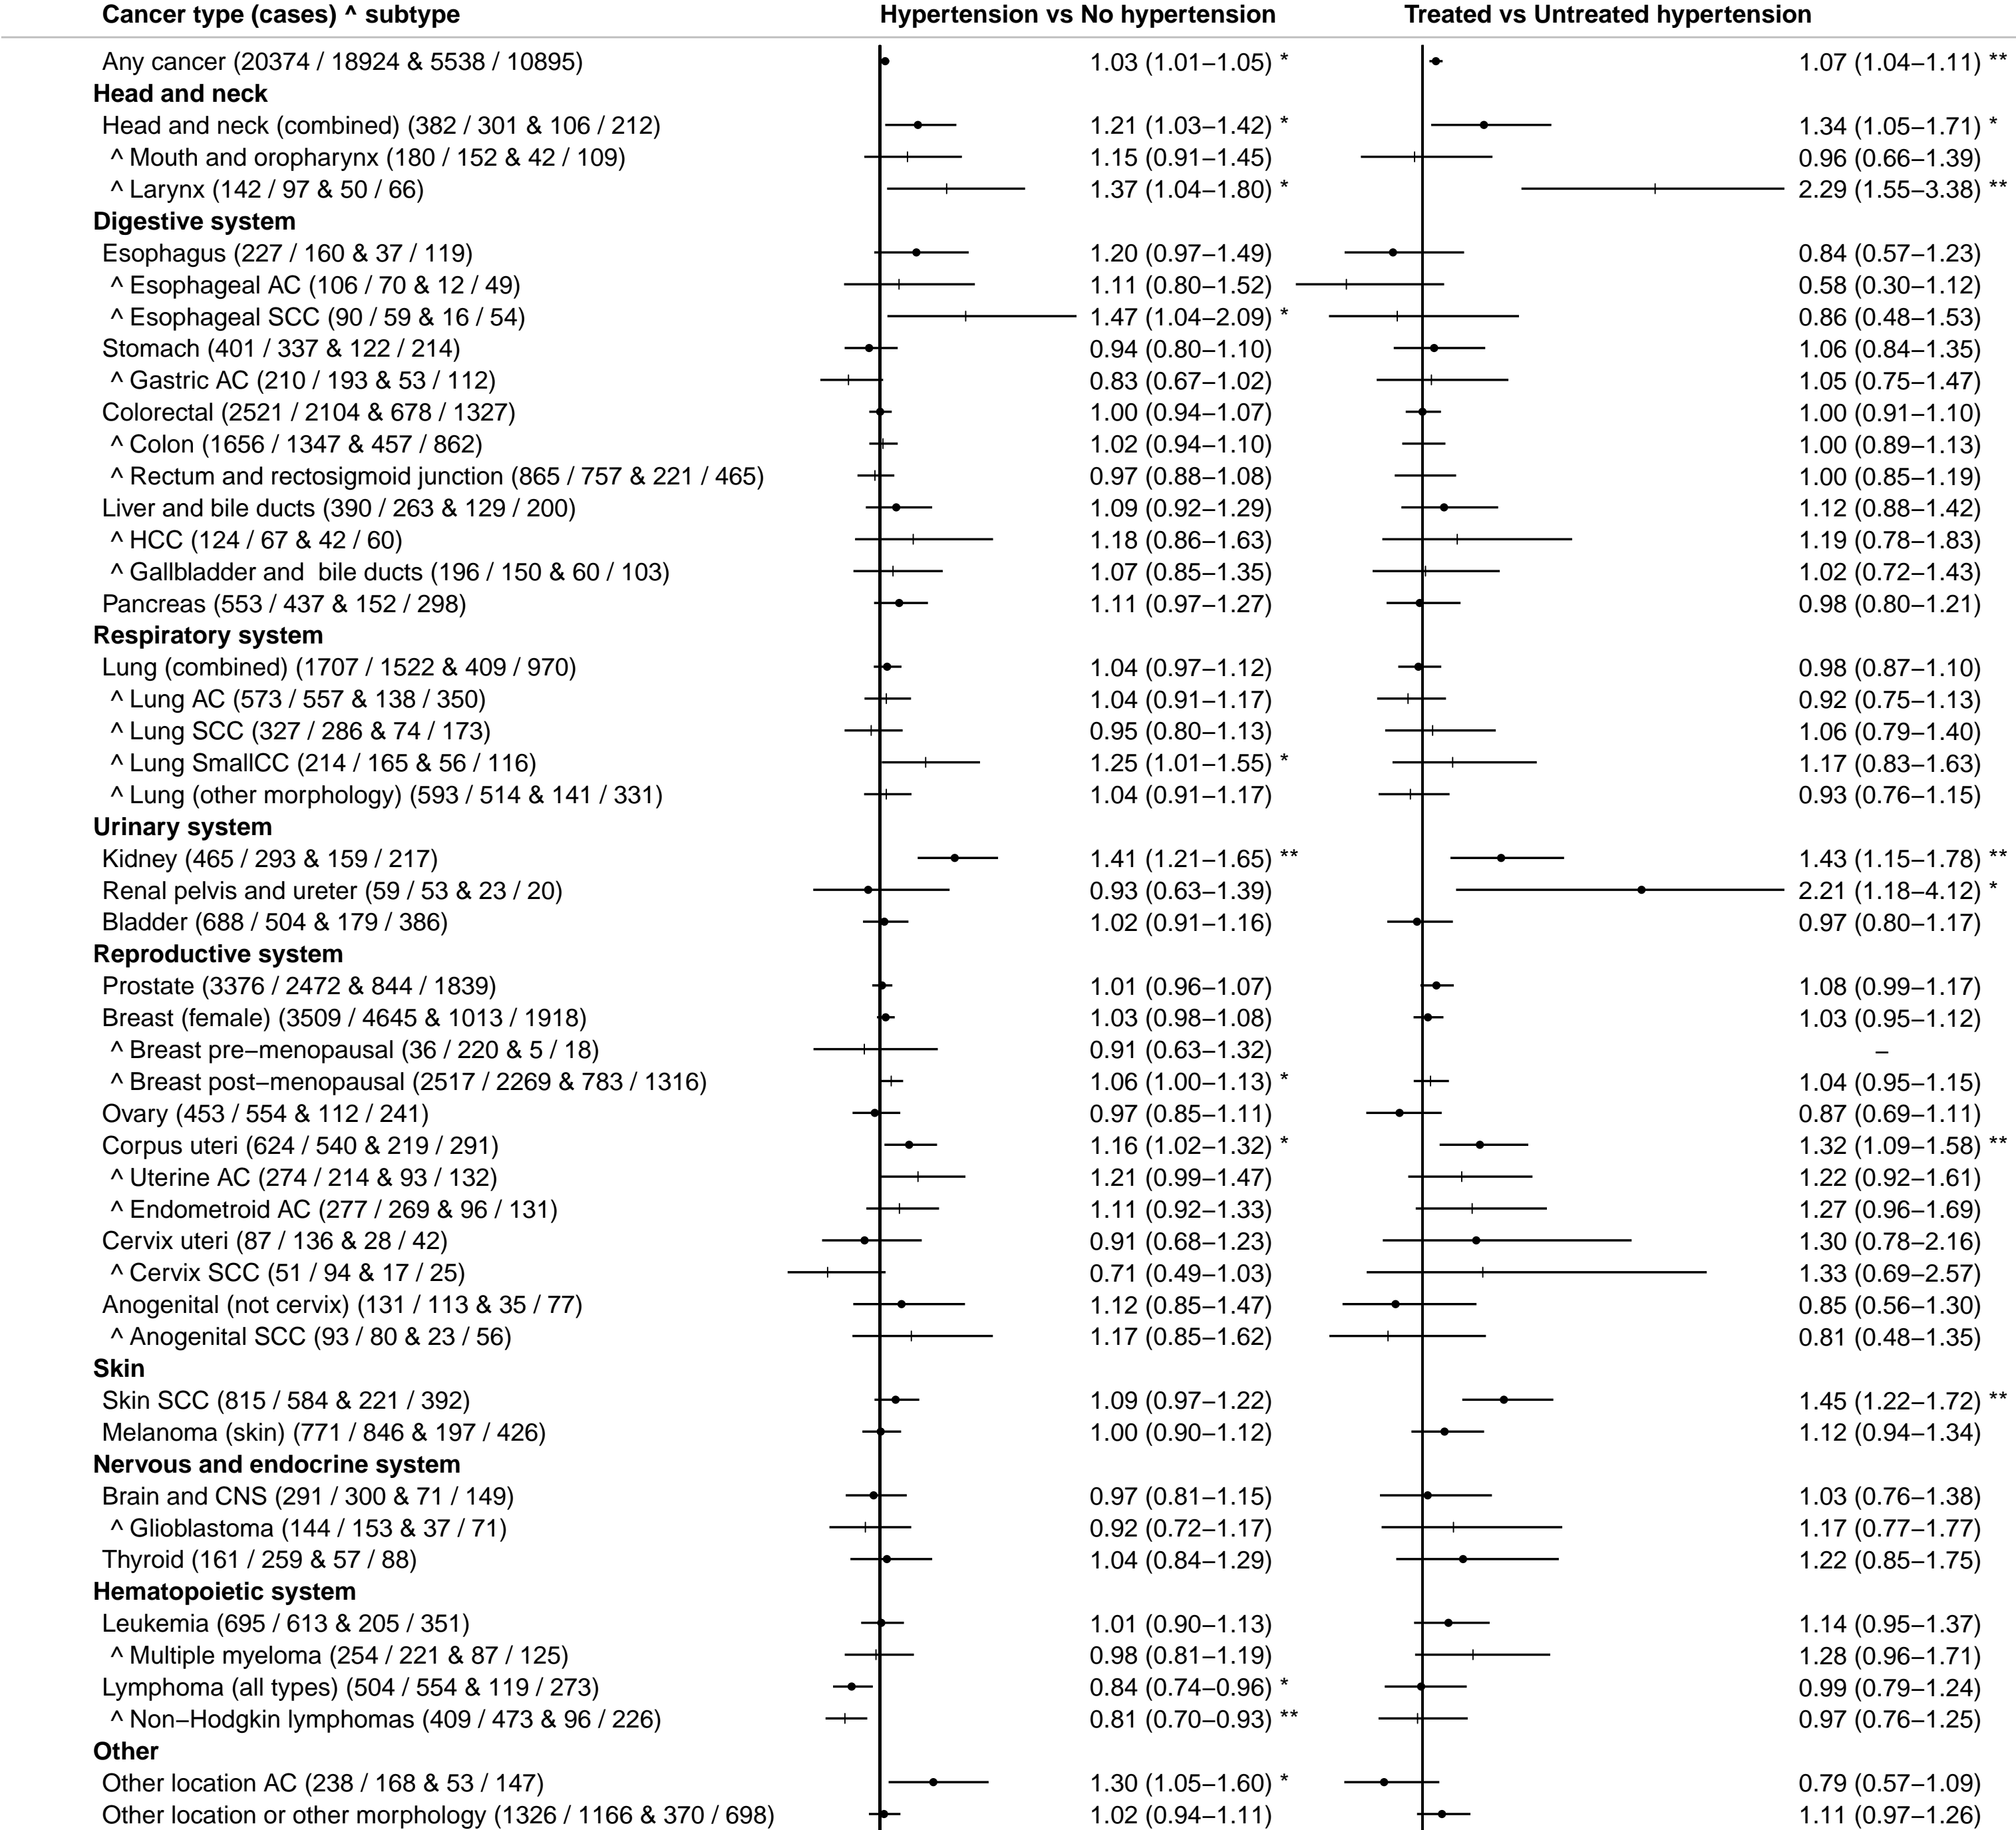 Cancer type (cases) ^ subtype Hypertension vs No hypertension Treated vs Untreated hypertension
Any cancer (20374 / 18924 & 5538 / 10895) 1.03 (1.01–1.05) * 1.07 (1.04–1.11) **
Head and neck
Head and neck (combined) (382 / 301 & 106 / 212) 1.21 (1.03–1.42) * 1.34 (1.05–1.71) *
^ Mouth and oropharynx (180 / 152 & 42 / 109) 1.15 (0.91–1.45) 0.96 (0.66–1.39)
^ Larynx (142 / 97 & 50 / 66) 1.37 (1.04–1.80) * 2.29 (1.55–3.38) **
Digestive system
Esophagus (227 / 160 & 37 / 119) 1.20 (0.97–1.49) 0.84 (0.57–1.23)
^ Esophageal AC (106 / 70 & 12 / 49) 1.11 (0.80–1.52) 0.58 (0.30–1.12)
^ Esophageal SCC (90 / 59 & 16 / 54) 1.47 (1.04–2.09) * 0.86 (0.48–1.53)
Stomach (401 / 337 & 122 / 214) 0.94 (0.80–1.10) 1.06 (0.84–1.35)
^ Gastric AC (210 / 193 & 53 / 112) 0.83 (0.67–1.02) 1.05 (0.75–1.47)
Colorectal (2521 / 2104 & 678 / 1327) 1.00 (0.94–1.07) 1.00 (0.91–1.10)
^ Colon (1656 / 1347 & 457 / 862) 1.02 (0.94–1.10) 1.00 (0.89–1.13)
^ Rectum and rectosigmoid junction (865 / 757 & 221 / 465) 0.97 (0.88–1.08) 1.00 (0.85–1.19)
Liver and bile ducts (390 / 263 & 129 / 200) 1.09 (0.92–1.29) 1.12 (0.88–1.42)
^ HCC (124 / 67 & 42 / 60) 1.18 (0.86–1.63) 1.19 (0.78–1.83)
^ Gallbladder and  bile ducts (196 / 150 & 60 / 103) 1.07 (0.85–1.35) 1.02 (0.72–1.43)
Pancreas (553 / 437 & 152 / 298) 1.11 (0.97–1.27) 0.98 (0.80–1.21)
Respiratory system
Lung (combined) (1707 / 1522 & 409 / 970) 1.04 (0.97–1.12) 0.98 (0.87–1.10)
^ Lung AC (573 / 557 & 138 / 350) 1.04 (0.91–1.17) 0.92 (0.75–1.13)
^ Lung SCC (327 / 286 & 74 / 173) 0.95 (0.80–1.13) 1.06 (0.79–1.40)
^ Lung SmallCC (214 / 165 & 56 / 116) 1.25 (1.01–1.55) * 1.17 (0.83–1.63)
^ Lung (other morphology) (593 / 514 & 141 / 331) 1.04 (0.91–1.17) 0.93 (0.76–1.15)
Urinary system
Kidney (465 / 293 & 159 / 217) 1.41 (1.21–1.65) ** 1.43 (1.15–1.78) **
Renal pelvis and ureter (59 / 53 & 23 / 20) 0.93 (0.63–1.39) 2.21 (1.18–4.12) *
Bladder (688 / 504 & 179 / 386) 1.02 (0.91–1.16) 0.97 (0.80–1.17)
Reproductive system
Prostate (3376 / 2472 & 844 / 1839) 1.01 (0.96–1.07) 1.08 (0.99–1.17)
Breast (female) (3509 / 4645 & 1013 / 1918) 1.03 (0.98–1.08) 1.03 (0.95–1.12)
^ Breast pre–menopausal (36 / 220 & 5 / 18) 0.91 (0.63–1.32) –
^ Breast post–menopausal (2517 / 2269 & 783 / 1316) 1.06 (1.00–1.13) * 1.04 (0.95–1.15)
Ovary (453 / 554 & 112 / 241) 0.97 (0.85–1.11) 0.87 (0.69–1.11)
Corpus uteri (624 / 540 & 219 / 291) 1.16 (1.02–1.32) * 1.32 (1.09–1.58) **
^ Uterine AC (274 / 214 & 93 / 132) 1.21 (0.99–1.47) 1.22 (0.92–1.61)
^ Endometroid AC (277 / 269 & 96 / 131) 1.11 (0.92–1.33) 1.27 (0.96–1.69)
Cervix uteri (87 / 136 & 28 / 42) 0.91 (0.68–1.23) 1.30 (0.78–2.16)
^ Cervix SCC (51 / 94 & 17 / 25) 0.71 (0.49–1.03) 1.33 (0.69–2.57)
Anogenital (not cervix) (131 / 113 & 35 / 77) 1.12 (0.85–1.47) 0.85 (0.56–1.30)
^ Anogenital SCC (93 / 80 & 23 / 56) 1.17 (0.85–1.62) 0.81 (0.48–1.35)
Skin
Skin SCC (815 / 584 & 221 / 392) 1.09 (0.97–1.22) 1.45 (1.22–1.72) **
Melanoma (skin) (771 / 846 & 197 / 426) 1.00 (0.90–1.12) 1.12 (0.94–1.34)
Nervous and endocrine system
Brain and CNS (291 / 300 & 71 / 149) 0.97 (0.81–1.15) 1.03 (0.76–1.38)
^ Glioblastoma (144 / 153 & 37 / 71) 0.92 (0.72–1.17) 1.17 (0.77–1.77)
Thyroid (161 / 259 & 57 / 88) 1.04 (0.84–1.29) 1.22 (0.85–1.75)
Hematopoietic system
Leukemia (695 / 613 & 205 / 351) 1.01 (0.90–1.13) 1.14 (0.95–1.37)
^ Multiple myeloma (254 / 221 & 87 / 125) 0.98 (0.81–1.19) 1.28 (0.96–1.71)
Lymphoma (all types) (504 / 554 & 119 / 273) 0.84 (0.74–0.96) * 0.99 (0.79–1.24)
^ Non–Hodgkin lymphomas (409 / 473 & 96 / 226) 0.81 (0.70–0.93) ** 0.97 (0.76–1.25)
Other
Other location AC (238 / 168 & 53 / 147) 1.30 (1.05–1.60) * 0.79 (0.57–1.09)
Other location or other morphology (1326 / 1166 & 370 / 698) 1.02 (0.94–1.11) 1.11 (0.97–1.26)